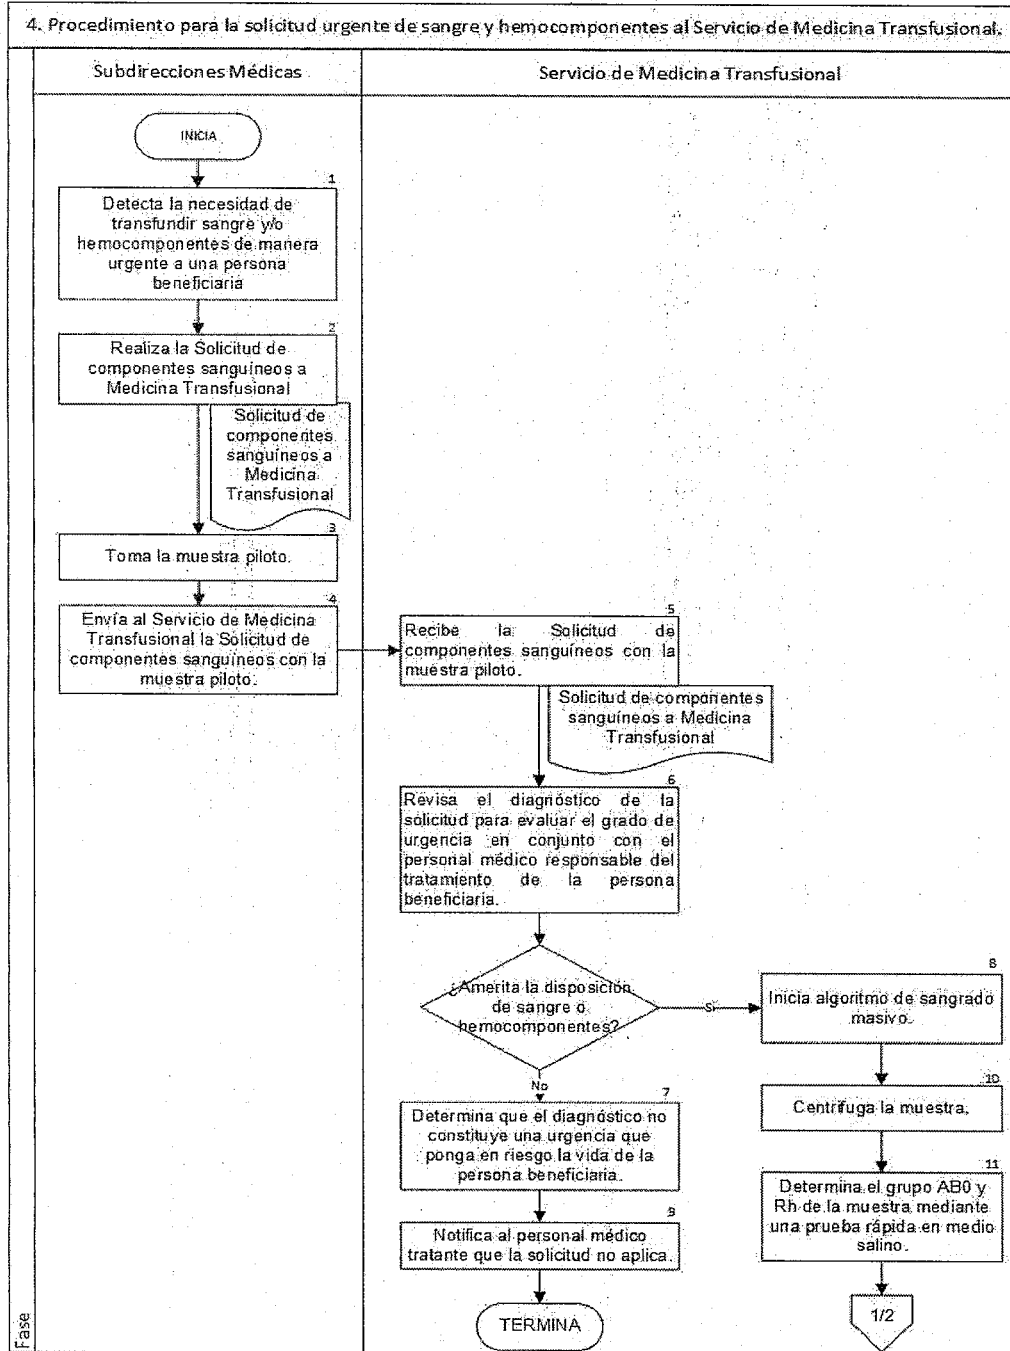 4. Procedimiento para la solicitud urgente de sangre y hemocomponentes al Servicio de Medicina Transfusional.
Subdirecciones Médicas
Servicio de Medicina Transfusional
INICIA
1
Detecta la necesidad de
transfundir sangre y/o
hemocomponentes de manera
urgente a una persona
beneficiaria
2
Realiza la Solicitud de
componentes sanguíneos a
Medicina Transfusional
Solicitud de
componentes
sanguíneos a
Medicina
Transfusional
3
Toma la muestra piloto.
4
Envía al Servicio de Medicina
Transfusional la Solicitud de
componentes sanguíneos con la
muestra piloto.
5
Recibe la Solicitud de
componentes sanguíneos con la
muestra piloto.
Solicitud de componentes
sanguíneos a Medicina
Transfusional
6
Revisa el diagnóstico de la
solicitud para evaluar el grado de
urgencia en conjunto con el
personal médico responsable del
tratamiento de la persona
beneficiaria.
¿Amerita la disposición
de sangre o
hemocomponentes?
Si
No
7
Determina que el diagnóstico no
constituye una urgencia que
ponga en riesgo la vida de la
persona beneficiaria.
9
Notifica al personal médico
tratante que la solicitud no aplica.
TERMINA
8
Inicia algoritmo de sangrado
masivo.
10
Centrífuga la muestra.
11
Determina el grupo AB0 y
Rh de la muestra mediante
una prueba rápida en medio
salino.
1/2
Fase